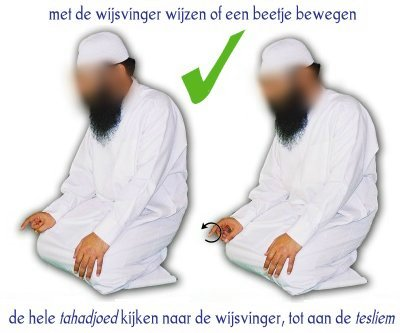 met de wijsvinger wijzen of een beetje bewegen
de hele tahadjoed kijken naar de wijsvinger, tot aan de tesliem